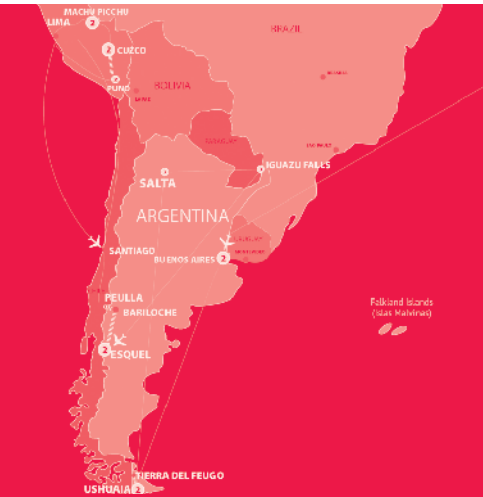 MACHU PICCHU
LIMA
2
BRAZIL
2
CUZCO
PUNO
BOLIVIA
IGUAZU FALLS
SALTA
ARGENTINA
SANTIAGO
BUENOS AIRES
2
PEULLA
BARILOCHE
Falkland Islands
(Islas Malvinas)
2
ESQUEL
TIERRA DEL FEUGO
USHUAIA
2